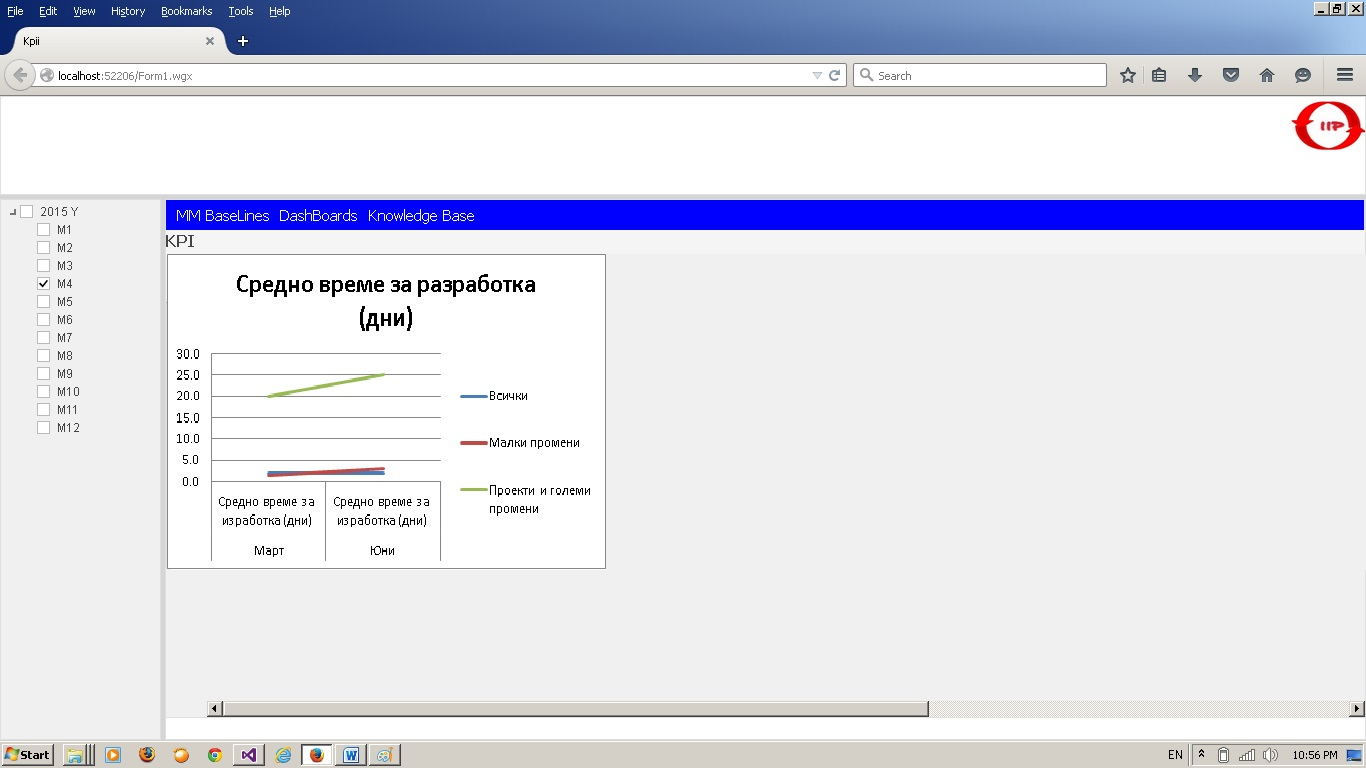 File Edit View History Bookmarks Tools Help
Kpii
localhost:52206/Form1.wgx
Search
IIP
2015 Y
M1
M2
M3
M4
M5
M6
M7
M8
M9
M10
M11
M12
MM BaseLines DashBoards Knowledge Base
KPI
Средно време за разработка
(дни)
30.0
25.0
20.0
15.0
10.0
5.0
0.0
Средно време за
изработка (дни)
Март
Средно време за
изработка (дни)
Юни
Всички
Малки промени
Проекти и големи
промени
Start
EN
10:56 PM